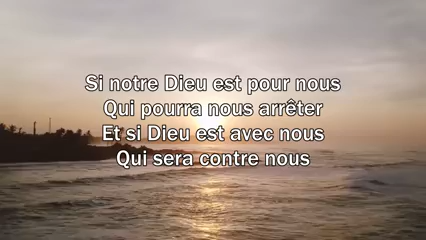 Si notre Dieu est pour nous
Qui pourra nous arrêter
Et si Dieu est avec nous
Qui sera contre nous